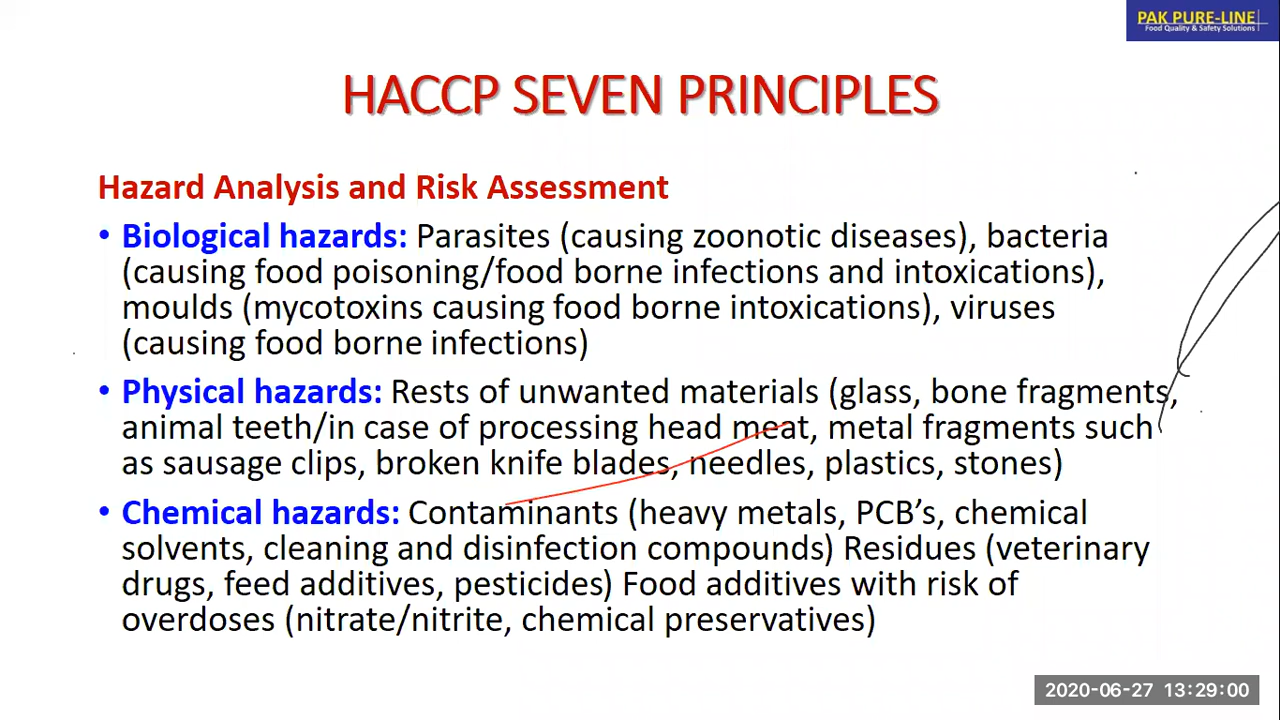 PAK PURE-LINE
Food Quality & Safety Solutions
HACCP SEVEN PRINCIPLES
Hazard Analysis and Risk Assessment
• Biological hazards: Parasites (causing zoonotic diseases), bacteria
(causing food poisoning/food borne infections and intoxications),
moulds (mycotoxins causing food borne intoxications), viruses
(causing food borne infections)
• Physical hazards: Rests of unwanted materials (glass, bone fragments,
animal teeth/in case of processing head meat, metal fragments such
as sausage clips, broken knife blades, needles, plastics, stones)
• Chemical hazards: Contaminants (heavy metals, PCB’s, chemical
solvents, cleaning and disinfection compounds) Residues (veterinary
drugs, feed additives, pesticides) Food additives with risk of
overdoses (nitrate/nitrite, chemical preservatives)
2020-06-27 13:29:00